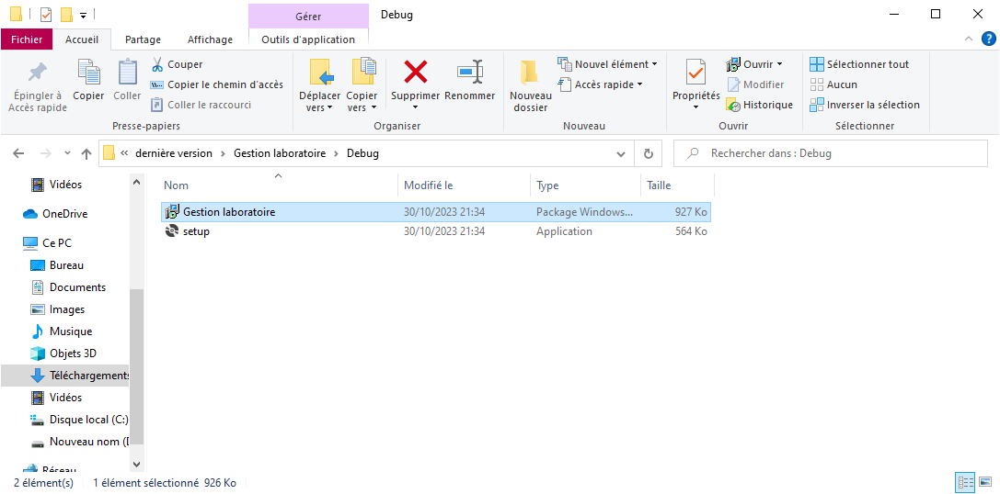 Gérer
Debug
Fichier
Accueil
Partage
Affichage
Outils d'application
Épingler à
Accès rapide
Copier
Coller
Couper
Copier le chemin d'accès
Coller le raccourci
Presse-papiers
Déplacer
vers
Copier
vers
Supprimer
Renommer
Organiser
Nouveau
dossier
Nouvel élément
Accès rapide
Nouveau
Propriétés
Ouvrir
Modifier
Historique
Ouvrir
Sélectionner tout
Aucun
Inverser la sélection
Sélectionner
« dernière version > Gestion laboratoire > Debug
Rechercher dans : Debug
Vidéos
OneDrive
Ce PC
Bureau
Documents
Images
Musique
Objets 3D
Téléchargements
Vidéos
Disque local (C:)
Nouveau nom (D
Réseau
Nom Modifié le Type Taille
Gestion laboratoire 30/10/2023 21:34 Package Windows... 927 Ko
setup 30/10/2023 21:34 Application 564 Ko
2 élément(s) 1 élément sélectionné 926 Ko